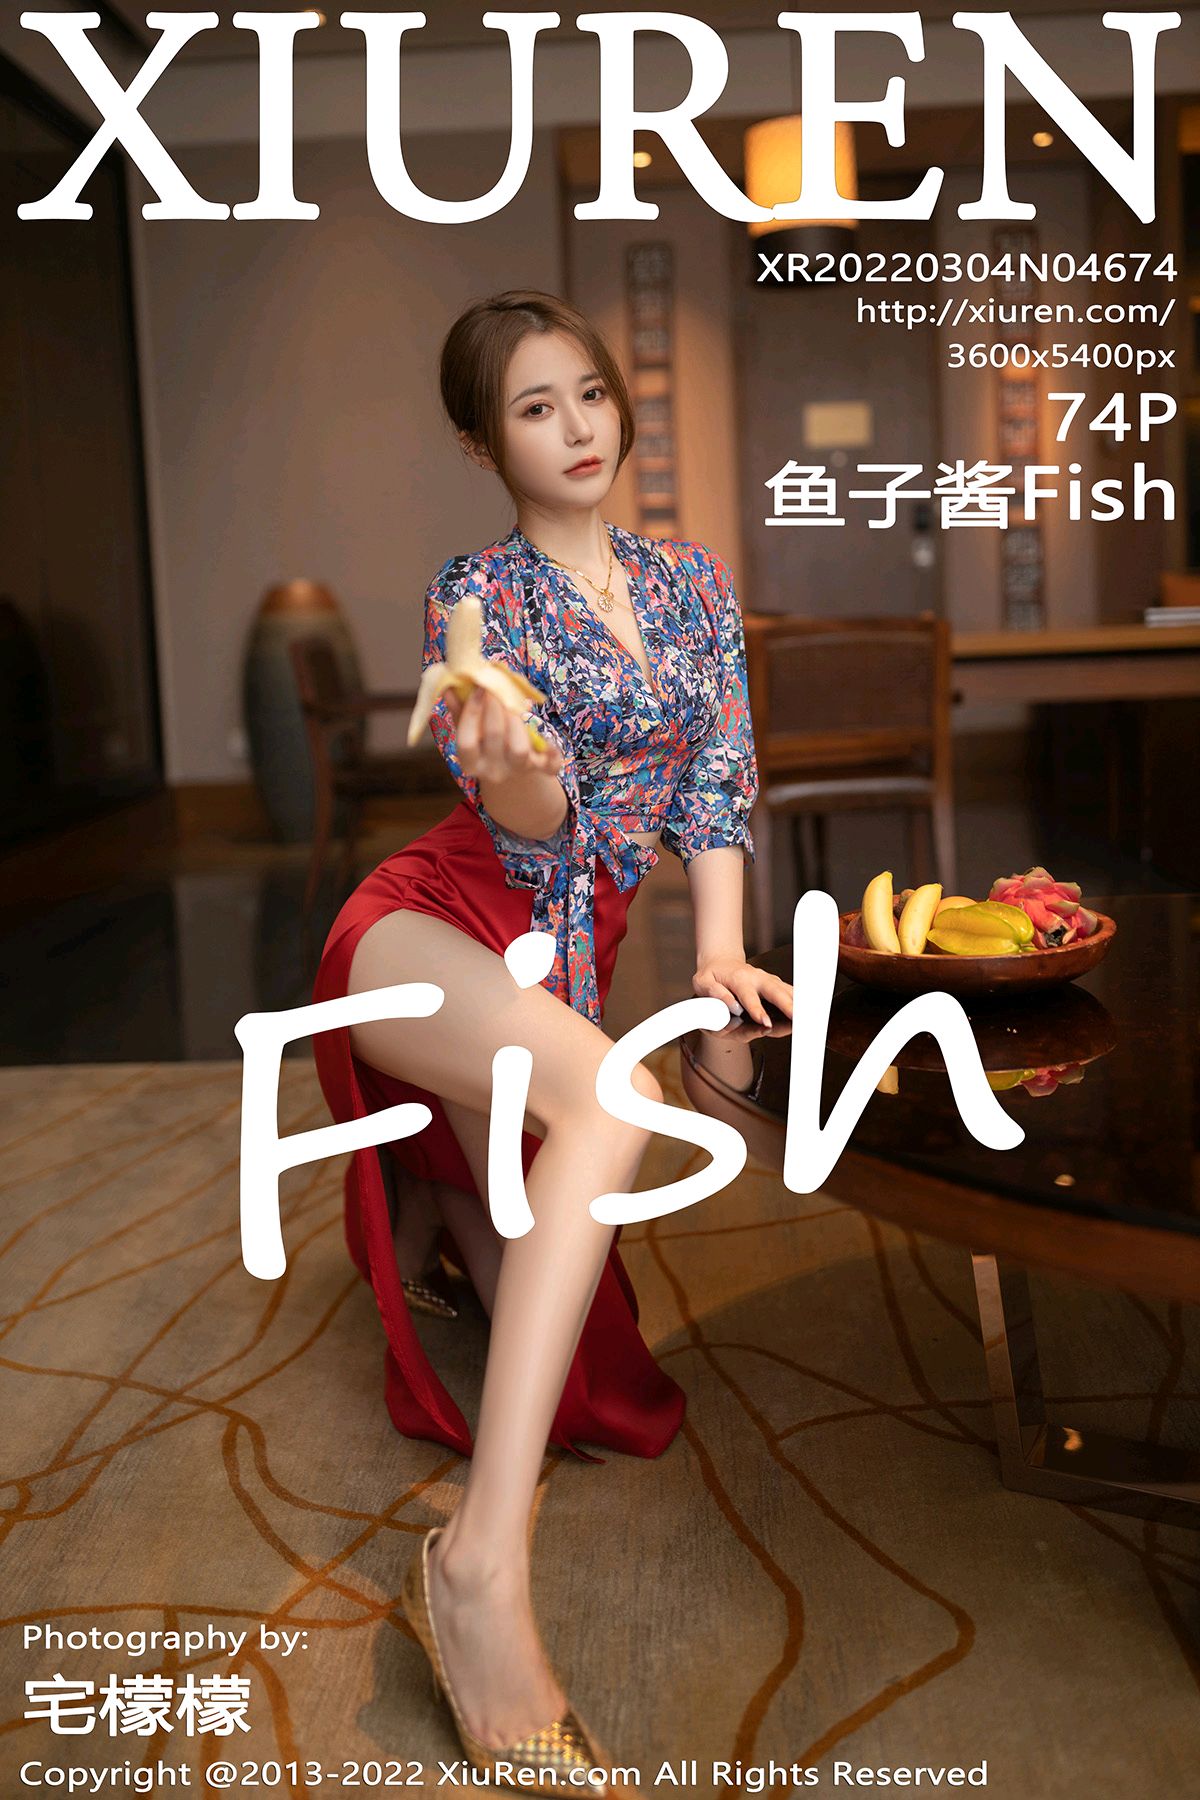 XIUREN
XR20220304N04674
http://xiuren.com/
3600x5400px
74P
鱼子酱Fish
Fish
Photography by:
宅檬檬
Copyright @2013-2022 XiuRen.com All Rights Reserved